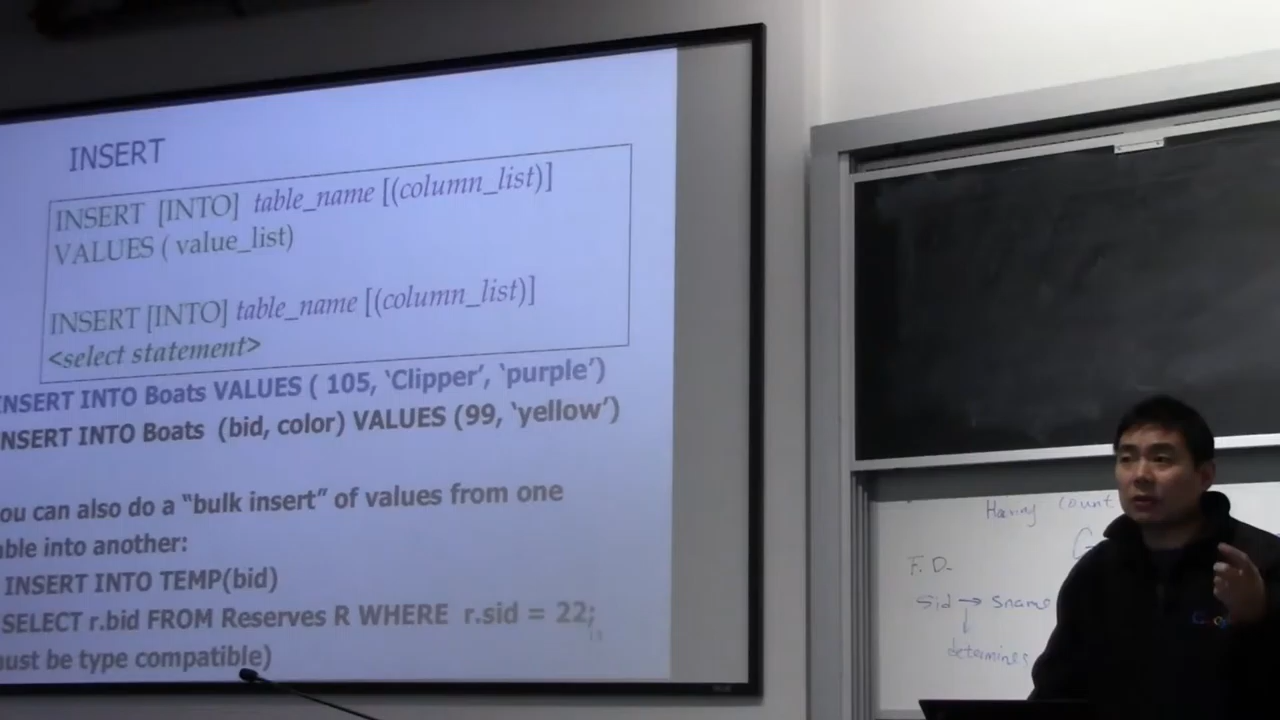 INSERT
INSERT [INTO] table_name [(column_list)]
VALUES ( value_list)
INSERT [INTO] table_name [(column_list)]
<select statement>
INSERT INTO Boats VALUES ( 105, ‘Clipper’, ‘purple’)
NSERT INTO Boats (bid, color) VALUES (99, ‘yellow’)
ou can also do a “bulk insert” of values from one
able into another:
INSERT INTO TEMP(bid)
SELECT r.bid FROM Reserves R WHERE r.sid = 22;
must be type compatible)
Having count
F. D.
sid → sname
determines